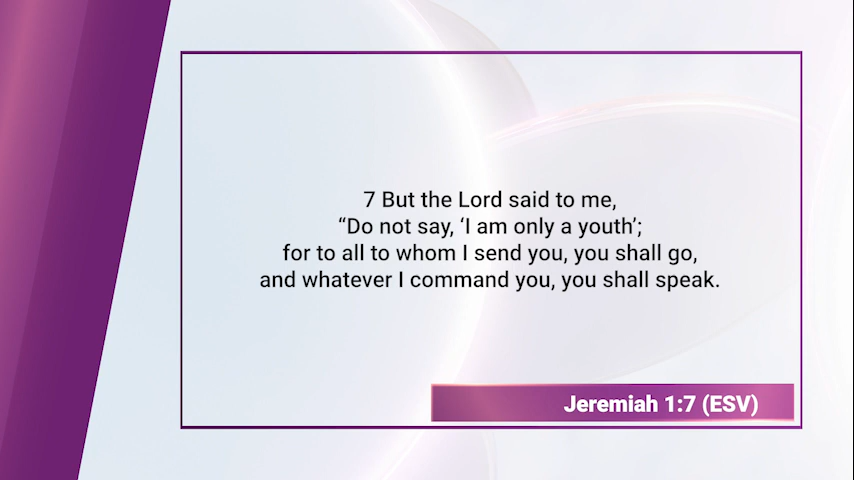 7 But the Lord said to me,
“Do not say, ‘I am only a youth’;
for to all to whom I send you, you shall go,
and whatever I command you, you shall speak.
Jeremiah 1:7 (ESV)